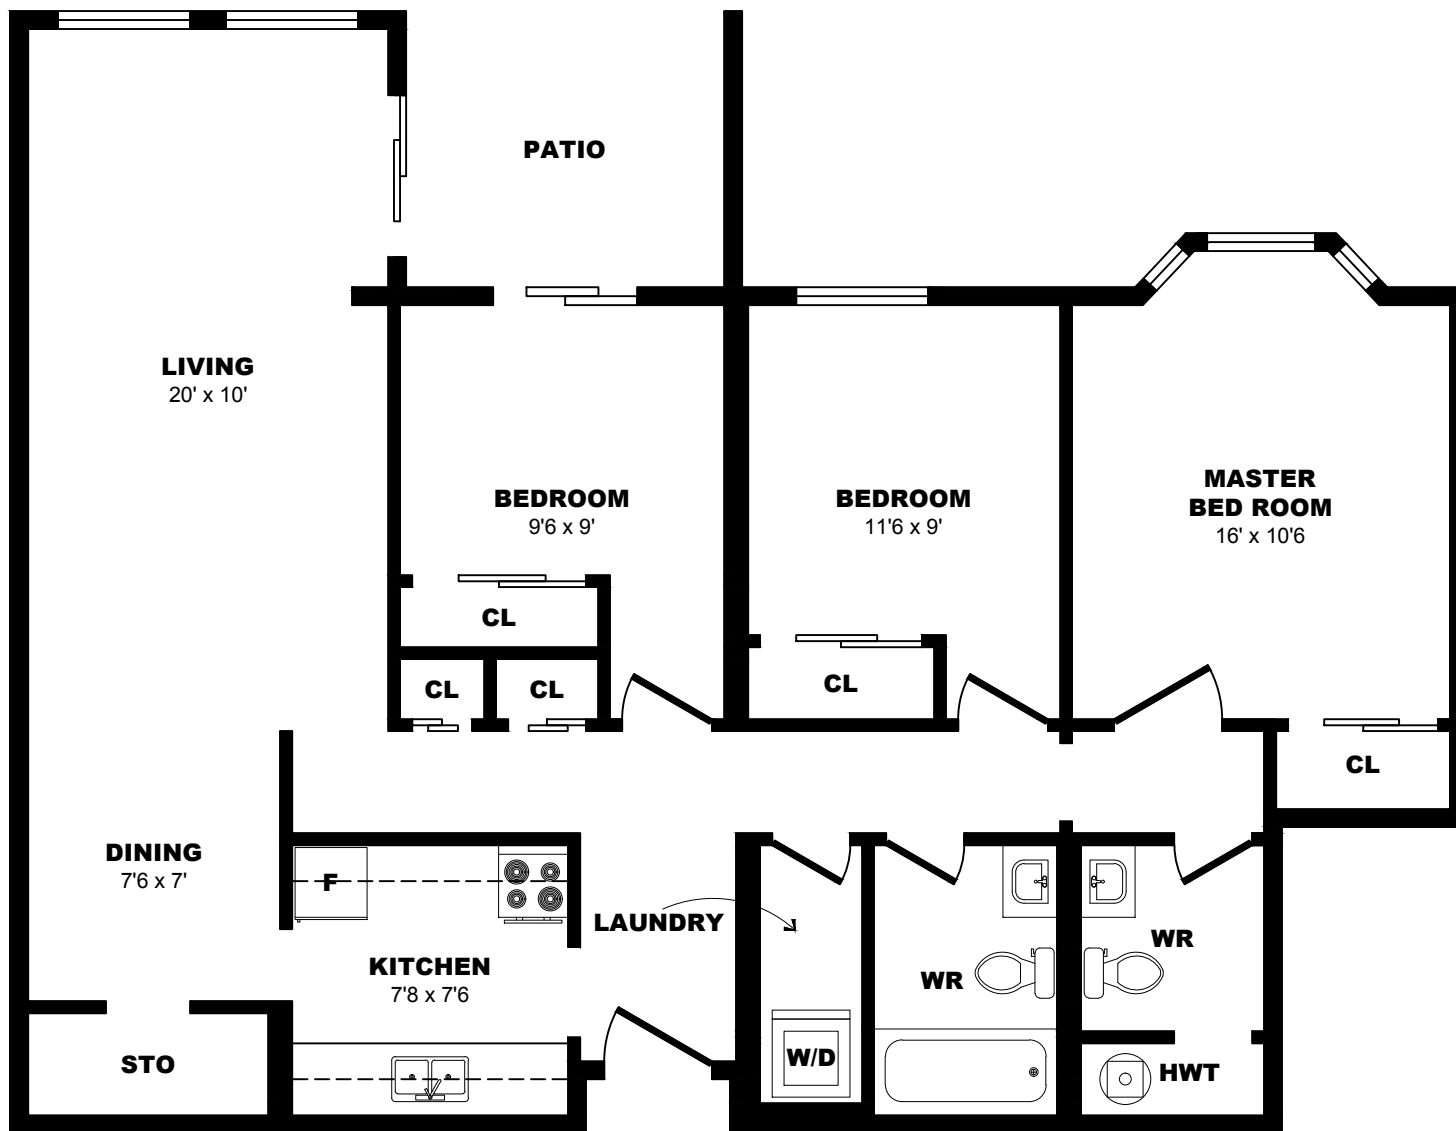 PATIO
LIVING
20' x 10'
BEDROOM
9'6 x 9'
BEDROOM
11'6 x 9'
MASTER
BED ROOM
16' x 10'6
CL
CL
CL
CL
CL
DINING
7'6 x 7'
F
LAUNDRY
KITCHEN
7'8 x 7'6
WR
WR
STO
W/D
HWT